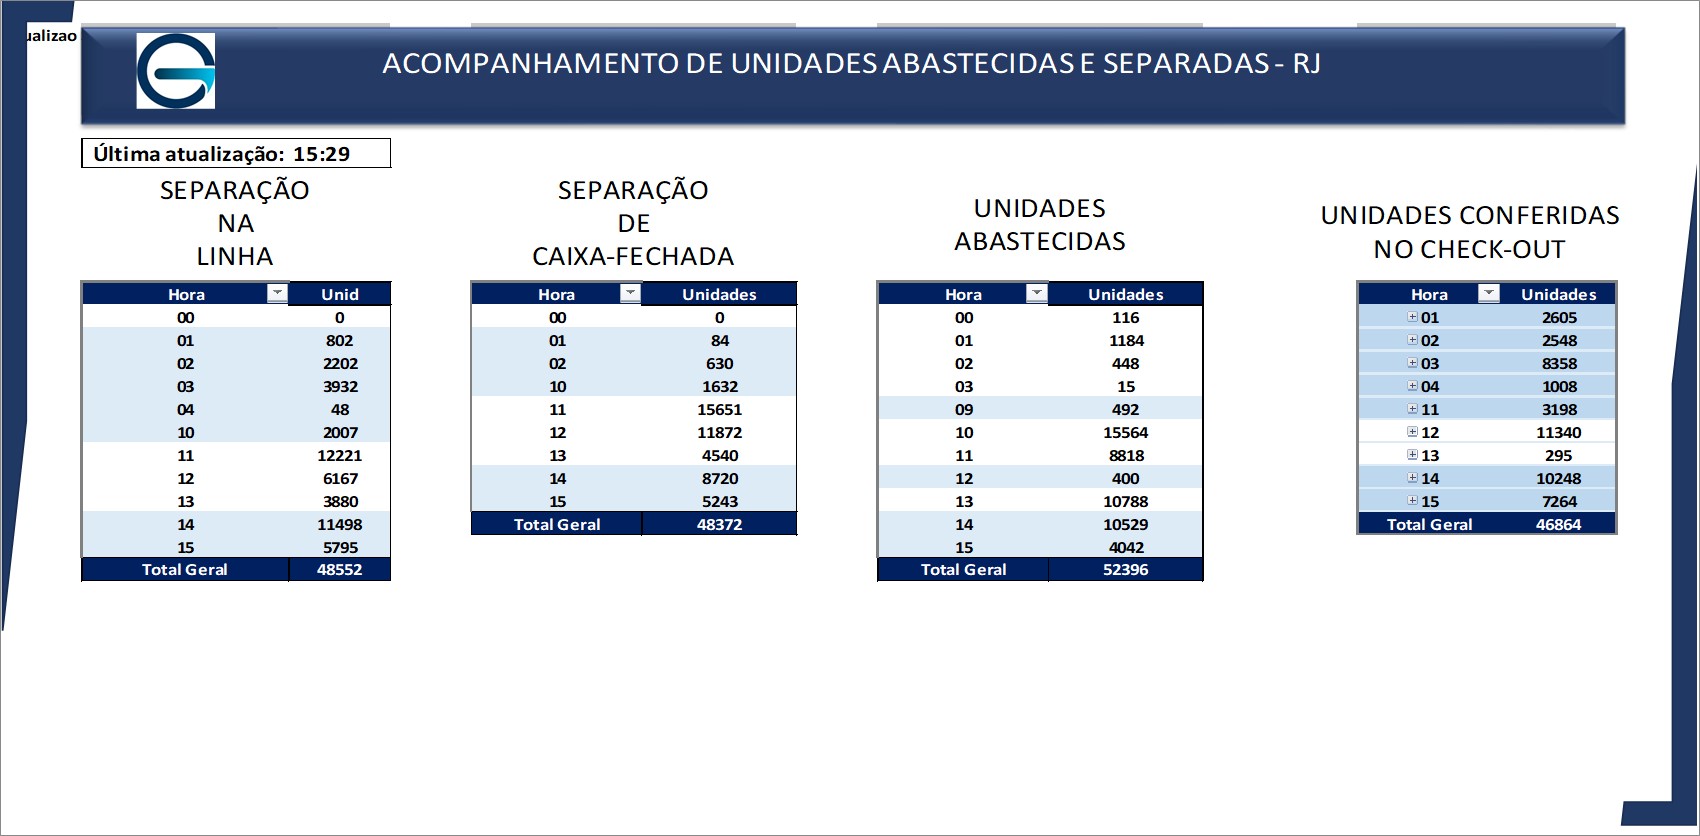 ualizao
ACOMPANHAMENTO DE UNIDADES ABASTECIDAS E SEPARADAS - RJ
Última atualização: 15:29
SEPARAÇÃO
NA
LINHA
Hora Unid
00 0
01 802
02 2202
03 3932
04 48
10 2007
11 12221
12 6167
13 3880
14 11498
15 5795
Total Geral 48552
SEPARAÇÃO
DE
CAIXA-FECHADA
Hora Unidades
00 0
01 84
02 630
10 1632
11 15651
12 11872
13 4540
14 8720
15 5243
Total Geral 48372
UNIDADES
ABASTECIDAS
Hora Unidades
00 116
01 1184
02 448
03 15
09 492
10 15564
11 8818
12 400
13 10788
14 10529
15 4042
Total Geral 52396
UNIDADES CONFERIDAS
NO CHECK-OUT
Hora Unidades
01 2605
02 2548
03 8358
04 1008
11 3198
12 11340
13 295
14 10248
15 7264
Total Geral 46864